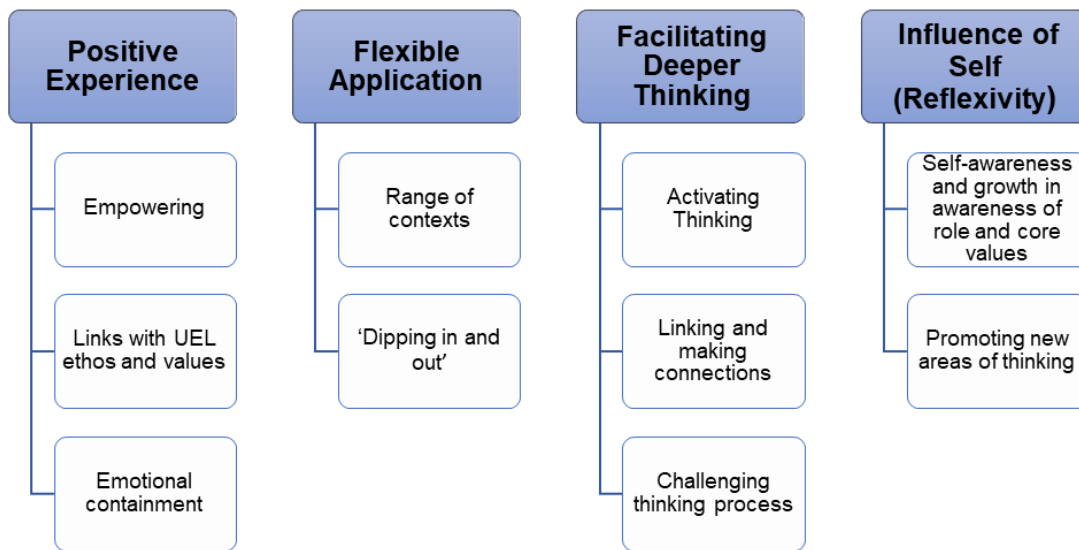 Positive
Experience
Empowering
Links with UEL
ethos and values
Emotional
containment
Flexible
Application
Range of
contexts
‘Dipping in and
out’
Facilitating
Deeper
Thinking
Activating
Thinking
Linking and
making
connections
Challenging
thinking process
Influence of
Self
(Reflexivity)
Self-awareness
and growth in
awareness of
role and core
values
Promoting new
areas of thinking